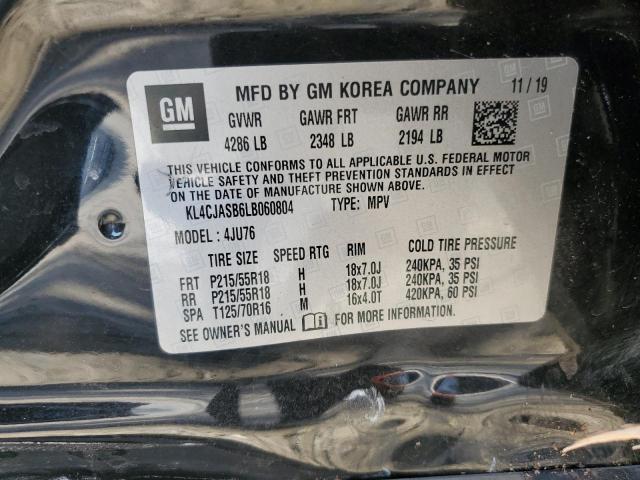 GM
MFD BY GM KOREA COMPANY 11/19
GVWR GAWR FRT GAWR RR
4286 LB 2348 LB 2194 LB
THIS VEHICLE CONFORMS TO ALL APPLICABLE U.S. FEDERAL MOTOR
VEHICLE SAFETY AND THEFT PREVENTION STANDARDS IN EFFECT
ON THE DATE OF MANUFACTURE SHOWN ABOVE.
KL4CJASB6LB060804 TYPE: MPV
MODEL: 4JU76
TIRE SIZE SPEED RTG RIM COLD TIRE PRESSURE
FRT P215/55R18 H 18x7.0J 240KPA, 35 PSI
RR P215/55R18 H 18x7.0J 240KPA, 35 PSI
SPA T125/70R16 M 16x4.0T 420KPA, 60 PSI
SEE OWNER'S MANUAL FOR MORE INFORMATION.